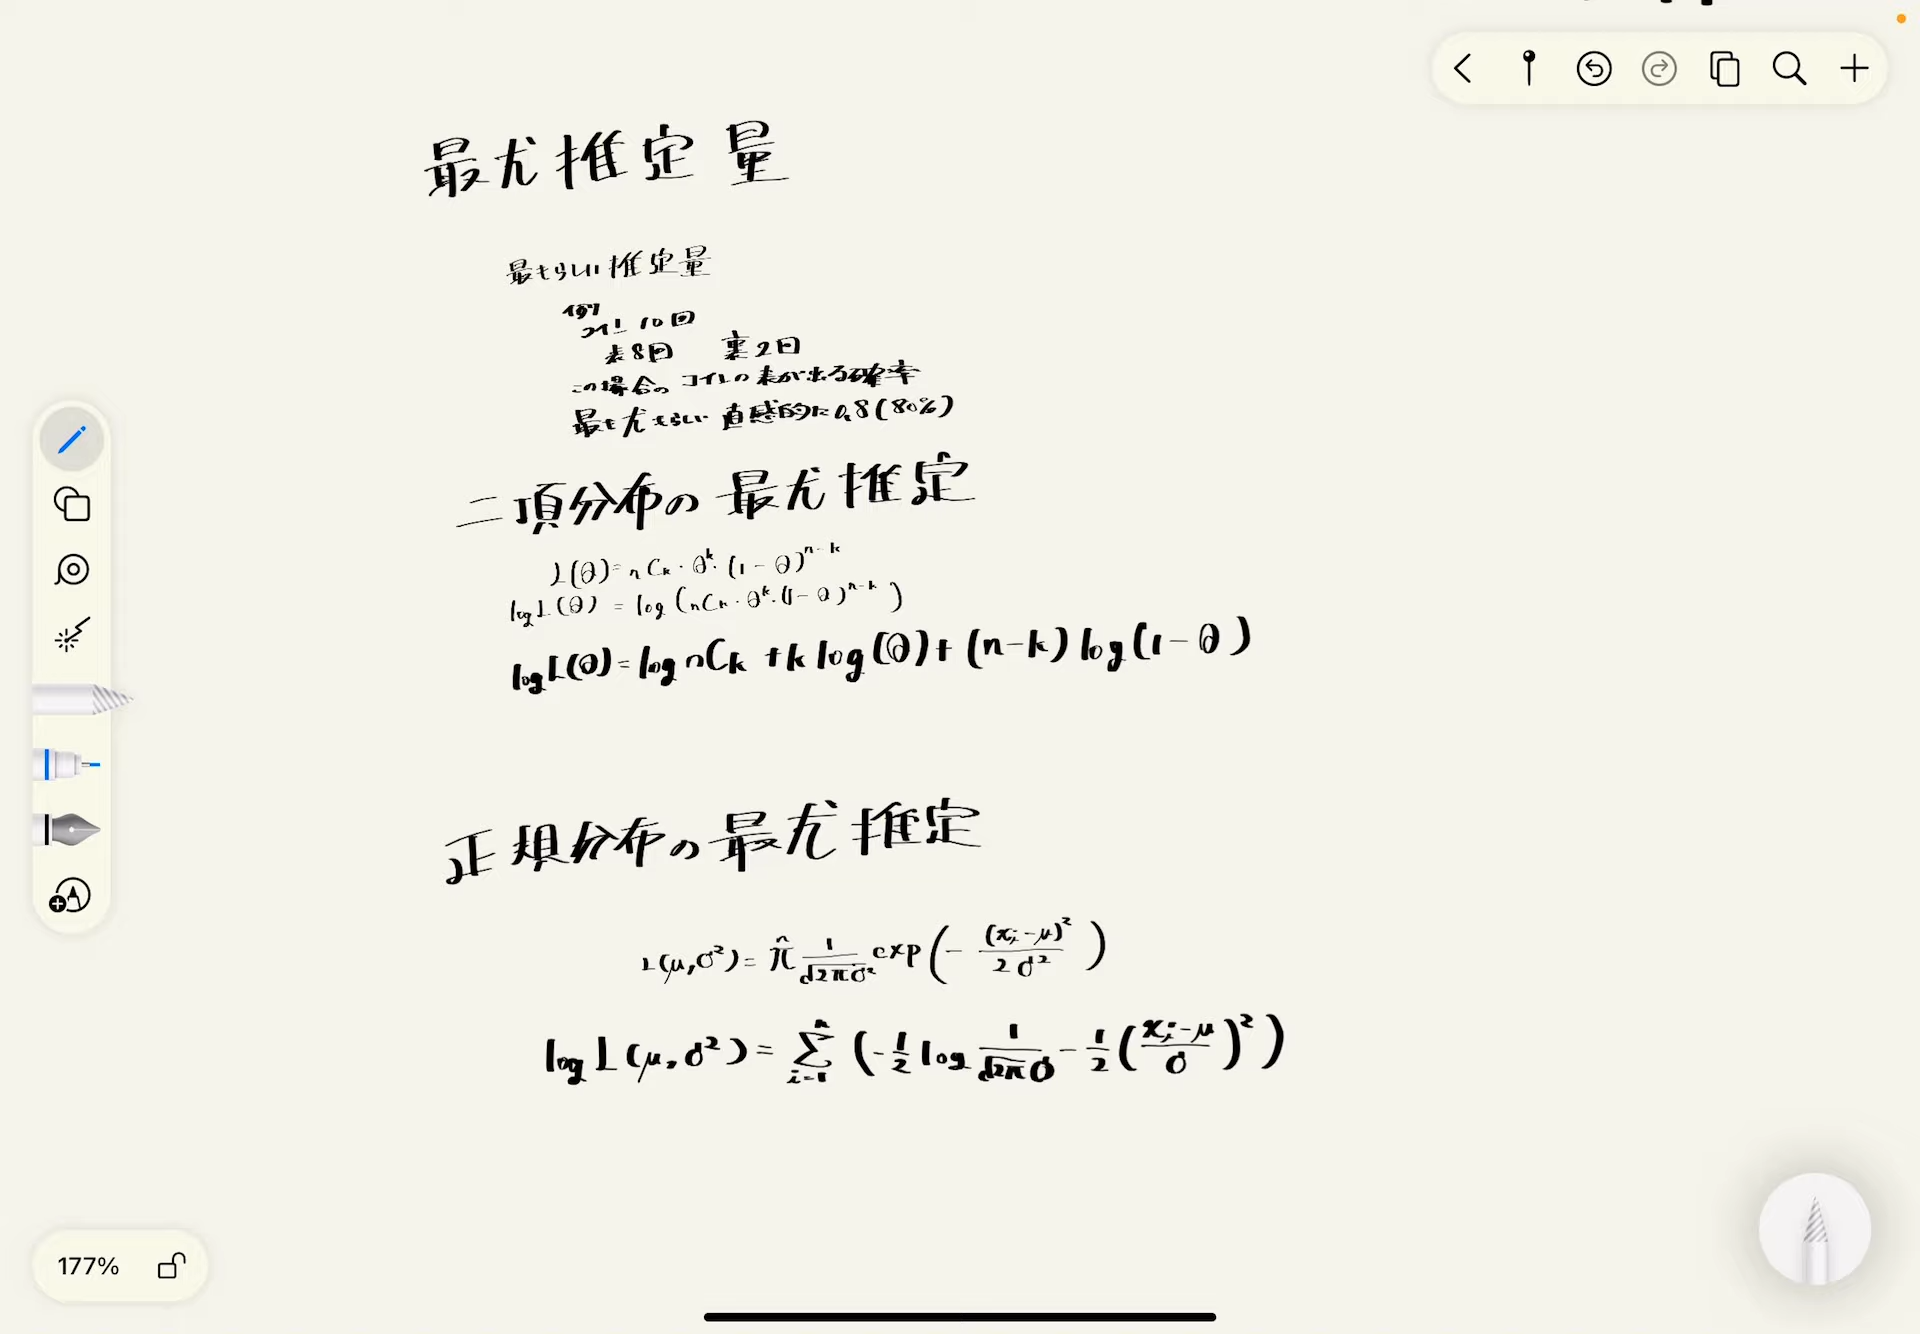 最尤推定量
最もらしい推定量
例
コイン 10回
表8回 裏2回
この場合の コインの 表が出る確率
最も尤もらしい 直感的に 0.8(80%)
二項分布の最尤推定
L(θ)= nCk・θ^k・(1-θ)^n-k
log L(θ) = log (nCk・θ^k・(1-θ)^n-k)
log L(θ)= log nCk +k log(θ)+(n-k) log(1-θ)
正規分布の最尤推定
L(μ,σ²)= π^n 1/√2πσ² exp(- (xi-μ)²/2σ²)
log L(μ,σ²)= Σ_{i=1}^n (-1/2 log 1/√2π σ - 1/2 (xi-μ/σ)²)
177%